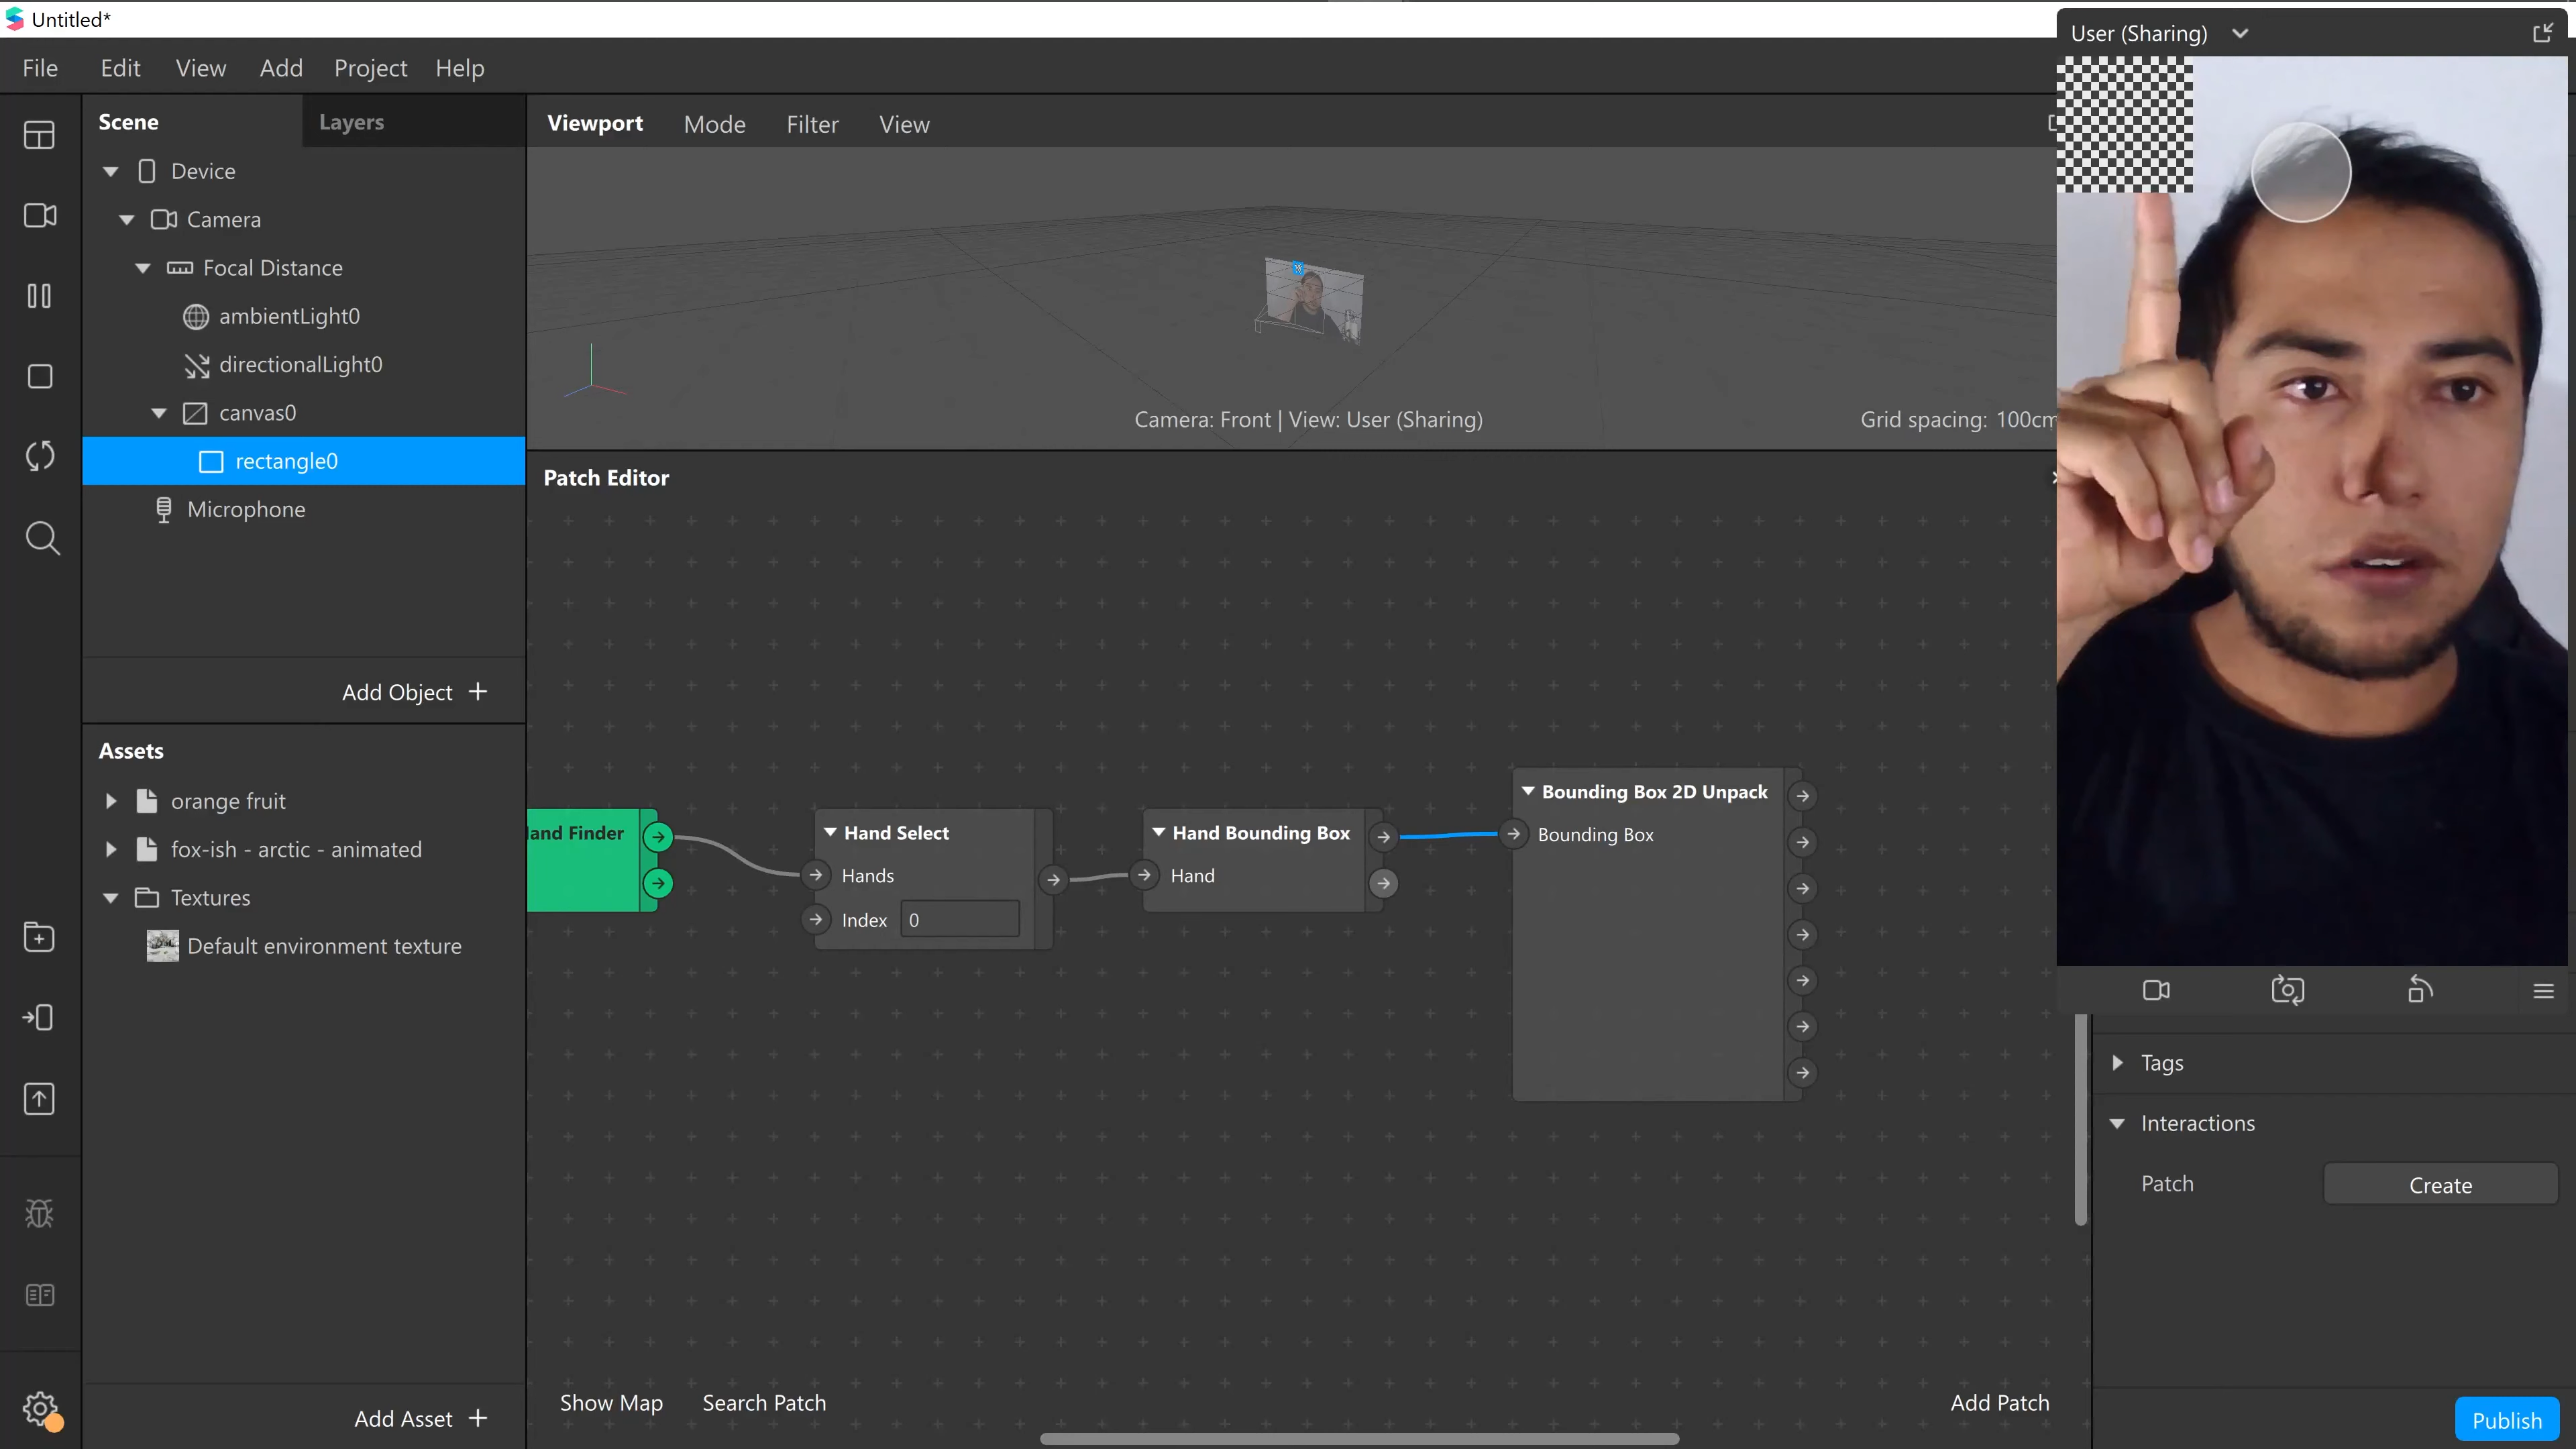 Untitled*
User (Sharing)
File Edit View Add Project Help
Scene Layers
Viewport Mode Filter View
Device
Camera
Focal Distance
ambientLight0
directionalLight0
canvas0
rectangle0
Microphone
Camera: Front | View: User (Sharing)
Grid spacing: 100cm
Patch Editor
Add Object +
Assets
orange fruit
fox-ish - arctic - animated
Textures
Default environment texture
Hand Finder
Hand Select
Hands
Index 0
Hand Bounding Box
Hand
Bounding Box 2D Unpack
Bounding Box
Tags
Interactions
Patch Create
Show Map Search Patch
Add Patch
Add Asset +
Publish